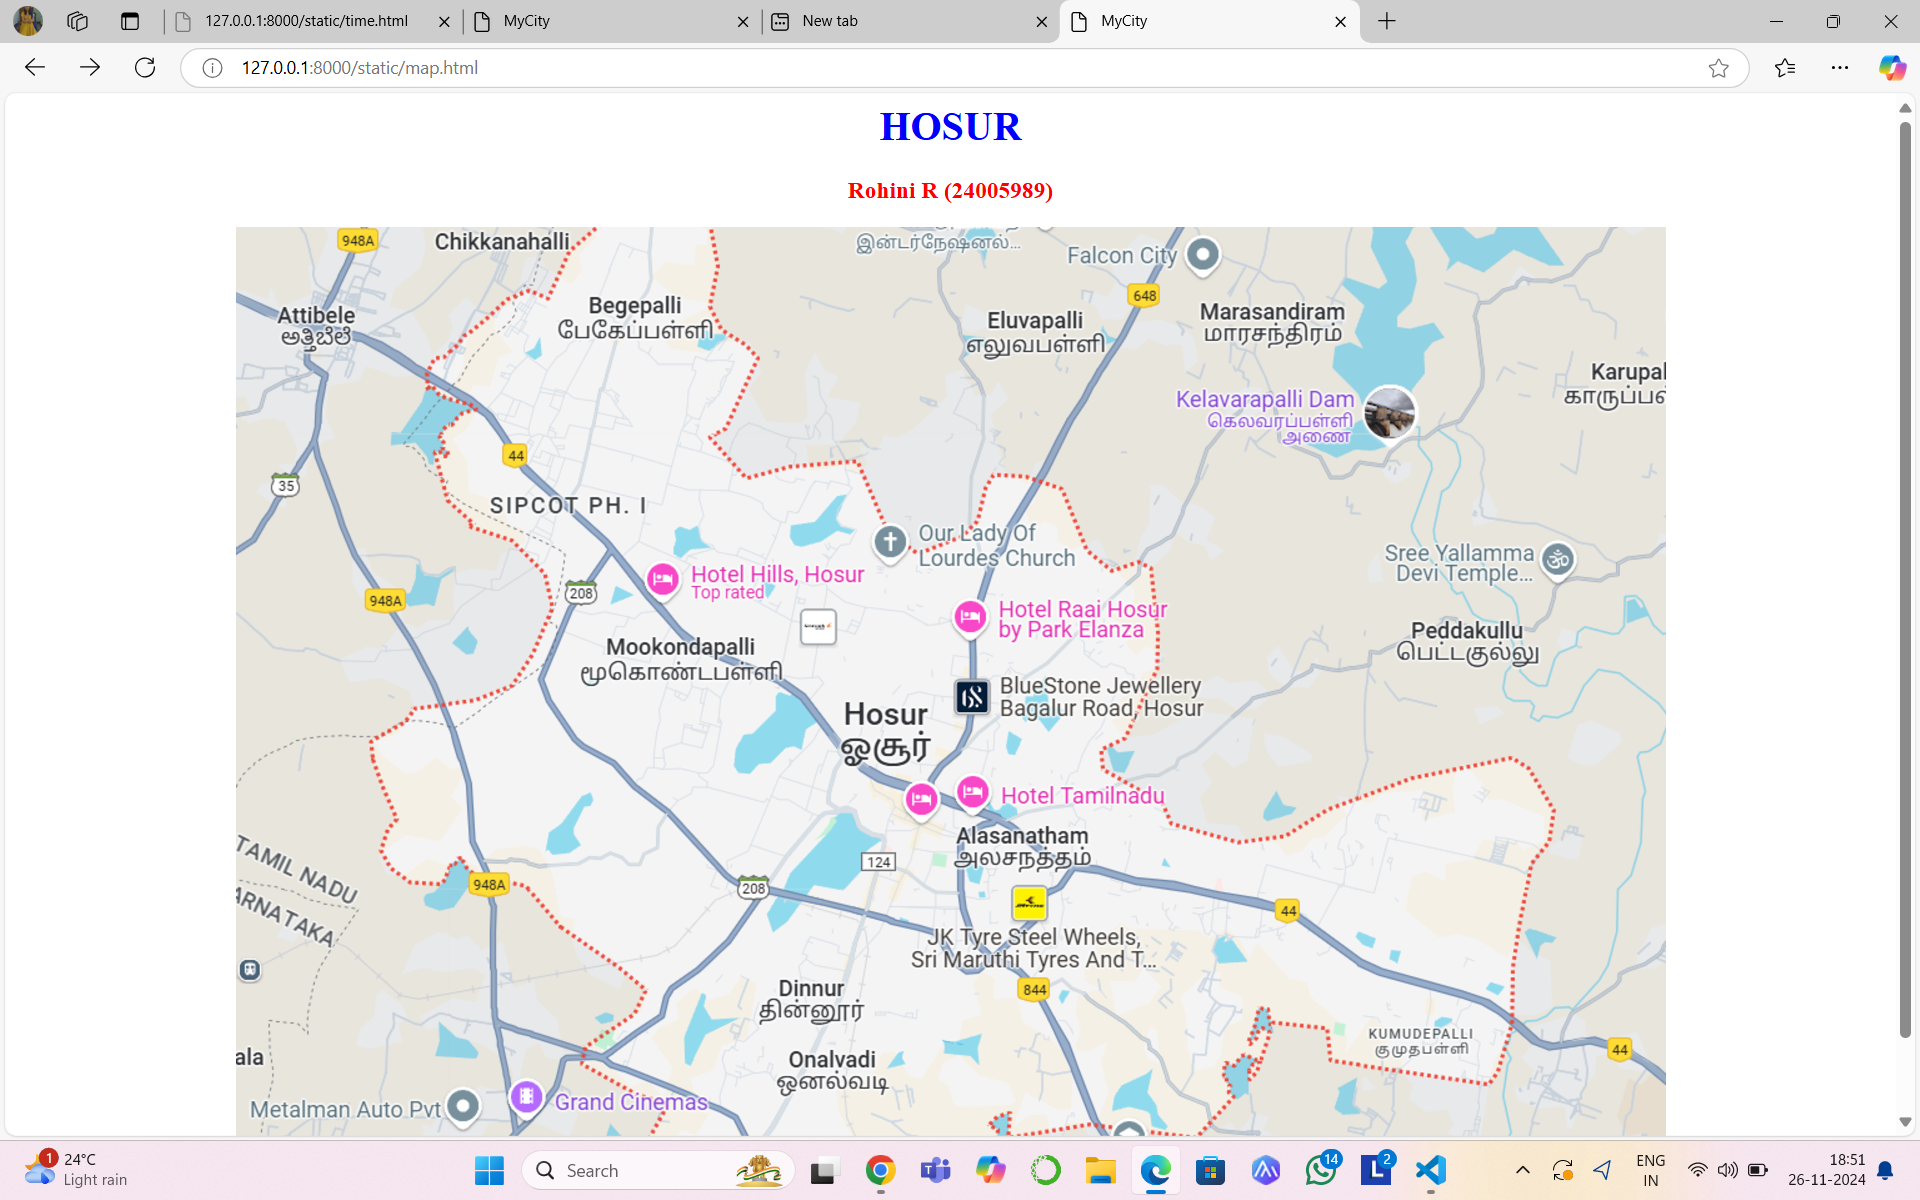 127.0.0.1:8000/static/time.html
MyCity
New tab
MyCity
127.0.0.1:8000/static/map.html
HOSUR
Rohini R (24005989)
948A
Chikkanahalli
இன்டர்நேஷனல்...
Falcon City
648
Attibele
ಅತ್ತಿಬೆಲೆ
Begepalli
பேகேப்பள்ளி
Eluvapalli
எலுவபள்ளி
Marasandiram
மாரசந்திரம்
Karupal
Kelavarapalli Dam
கெலவரப்பள்ளி
அணை
44
35
SIPCOT PH. I
Our Lady Of
Lourdes Church
Sree Yallamma
Devi Temple...
Hotel Hills, Hosur
Top rated
208
948A
Hotel Raai Hosur
by Park Elanza
Mookondapalli
மூகொண்டபள்ளி
Peddakullu
பெட்டகுல்லு
BlueStone Jewellery
Bagalur Road, Hosur
Hosur
ஓசூர்
Hotel Tamilnadu
Alasanatham
அலசநத்தம்
124
TAMIL NADU
ARNATAKA
948A
208
44
JK Tyre Steel Wheels,
Sri Maruthi Tyres And T...
844
Dinnur
தின்னூர்
KUMUDEPALLI
குமுதபள்ளி
44
ala
Onalvadi
ஒனல்வடி
Metalman Auto Pvt
Grand Cinemas
1
24°C
Light rain
Search
14
2
ENG
IN
18:51
26-11-2024